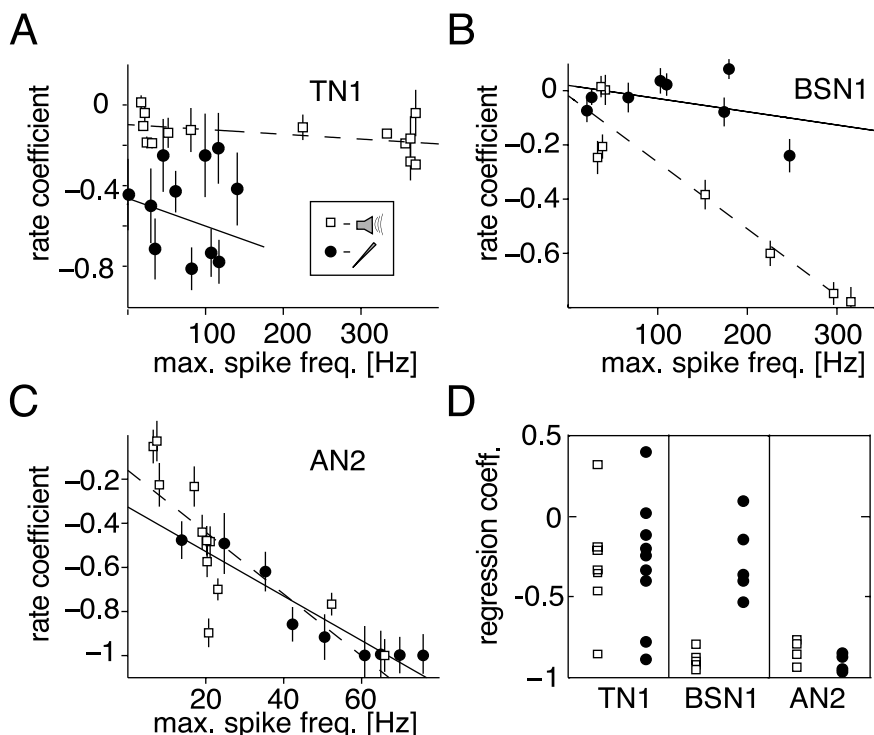 A
TN1
0
−0.4
−0.8
rate coefficient
100
200
300
max. spike freq. [Hz]
B
BSN1
0
−0.2
−0.4
−0.6
rate coefficient
100
200
300
max. spike freq. [Hz]
C
AN2
−0.2
−0.4
−0.6
−0.8
−1
rate coefficient
20
40
60
max. spike freq. [Hz]
D
0.5
0
-0.5
−1
regression coeff.
TN1
BSN1
AN2